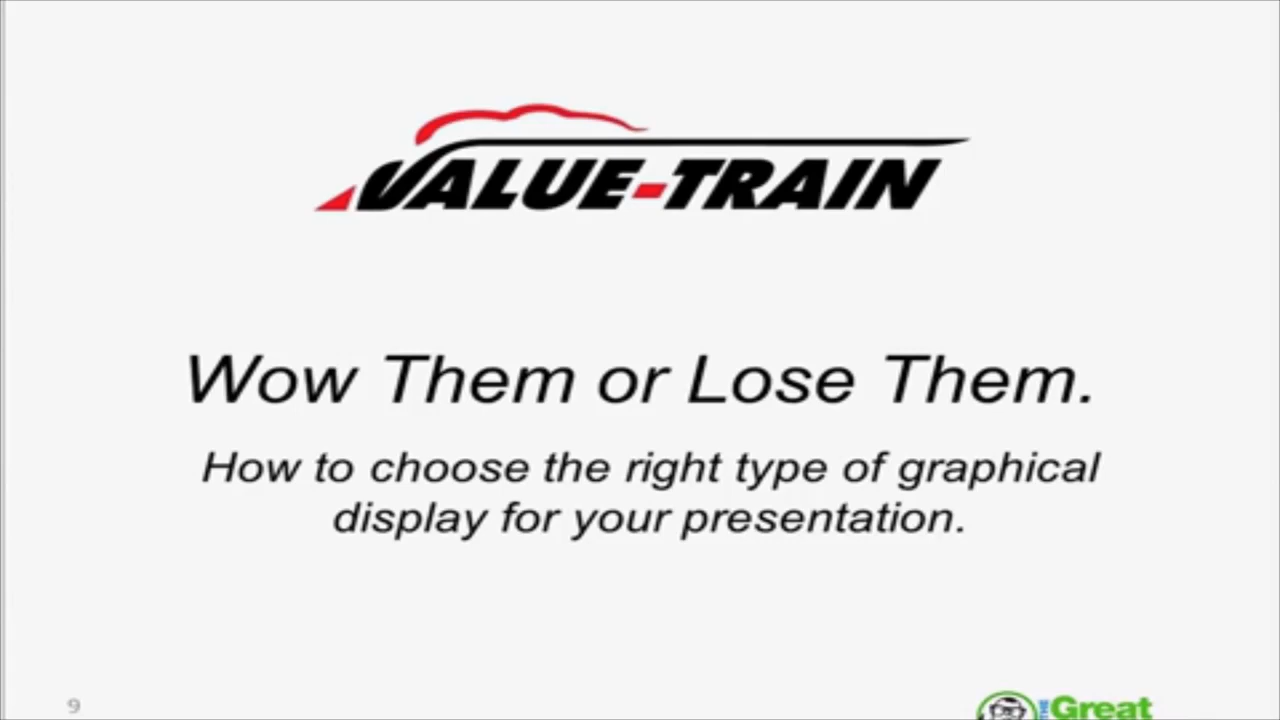 VALUE-TRAIN
Wow Them or Lose Them.
How to choose the right type of graphical
display for your presentation.
9
THE Great